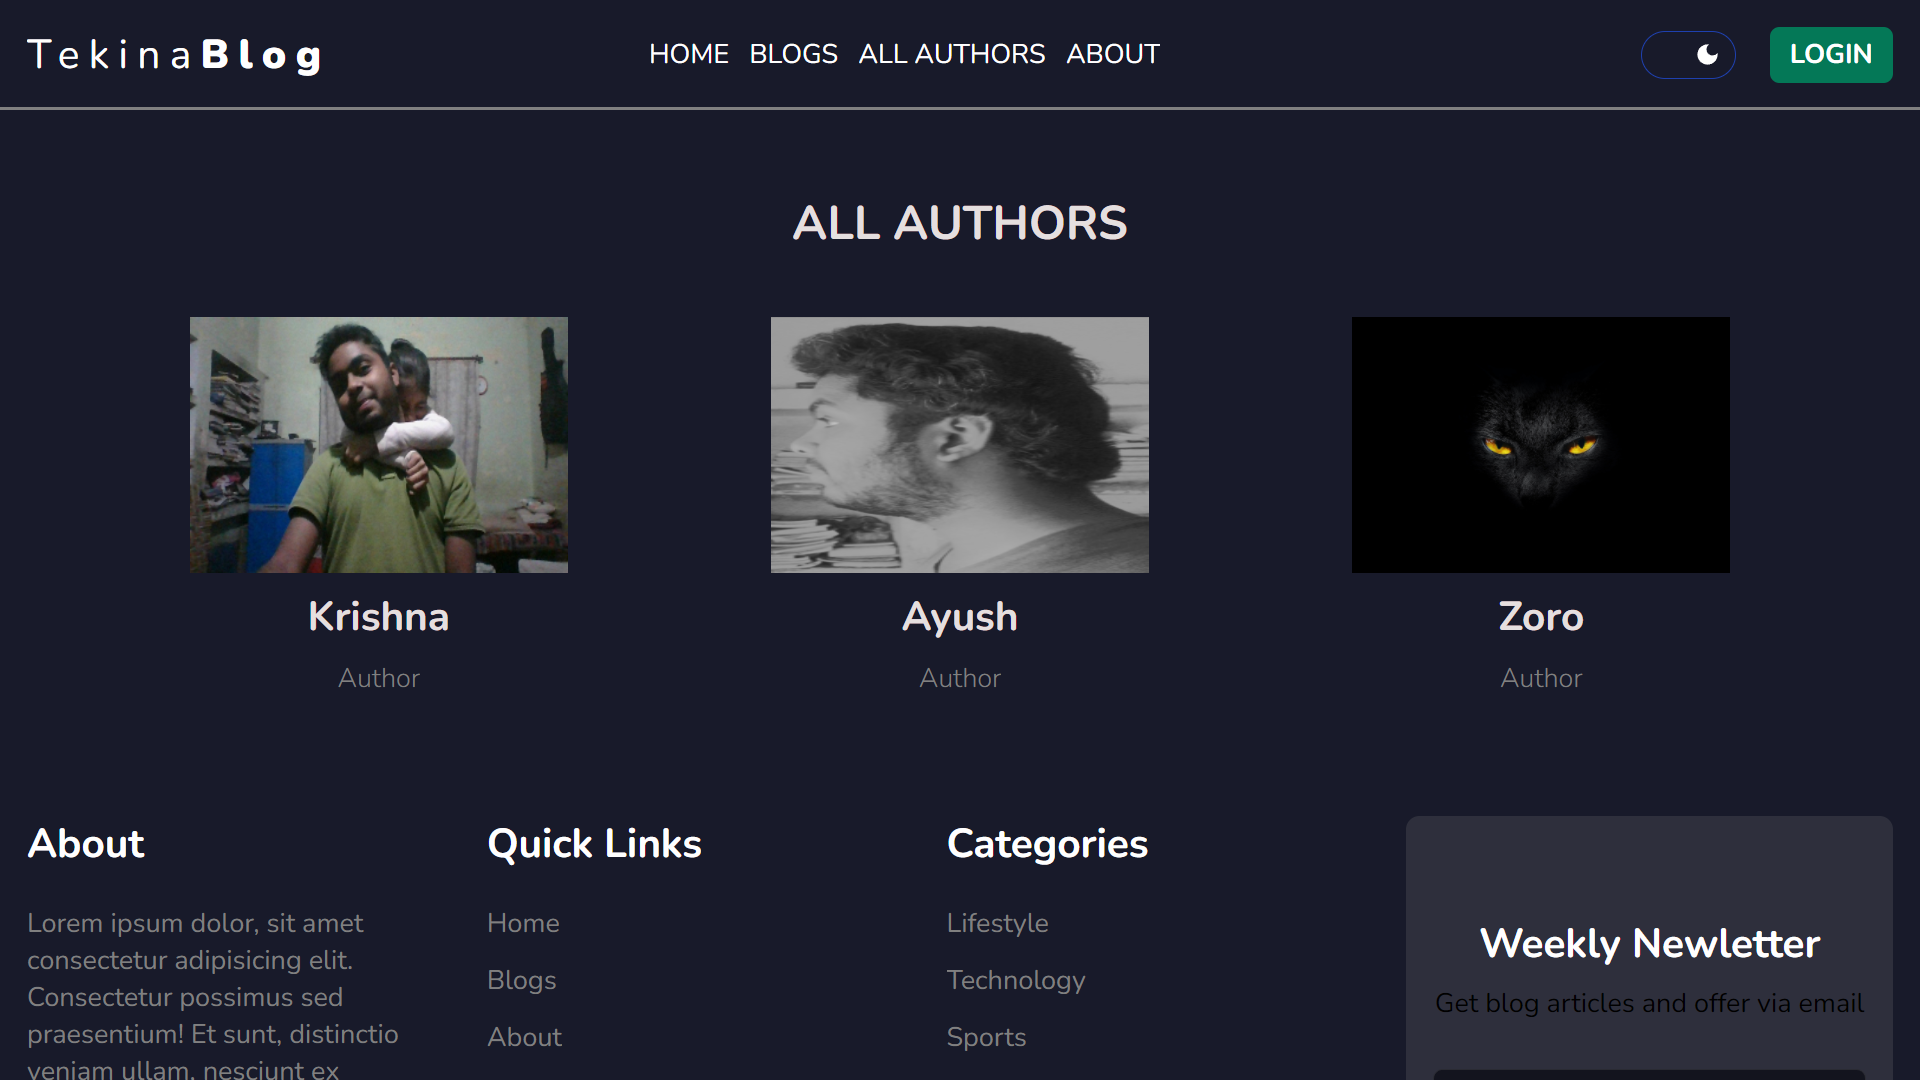 TekinaBlog
HOME BLOGS ALL AUTHORS ABOUT
LOGIN
ALL AUTHORS
Krishna
Author
Ayush
Author
Zoro
Author
About
Lorem ipsum dolor, sit amet
consectetur adipisicing elit.
Consectetur possimus sed
praesentium! Et sunt, distinctio
veniam ullam, nesciunt ex
Quick Links
Home
Blogs
About
Categories
Lifestyle
Technology
Sports
Weekly Newletter
Get blog articles and offer via email